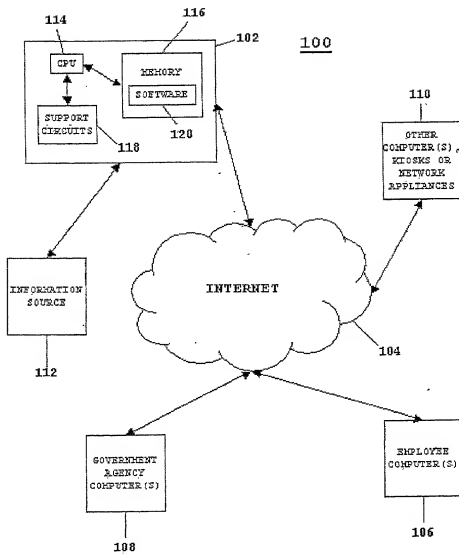 114
116
102
100
CPU
MEMORY
SOFTWARE
120
SUPPORT
CIRCUITS
118
110
OTHER
COMPUTER(S),
KIOSKS OR
NETWORK
APPLIANCES
INFORMATION
SOURCE
112
INTERNET
104
GOVERNMENT
AGENCY
COMPUTER(S)
108
EMPLOYEE
COMPUTER(S)
106